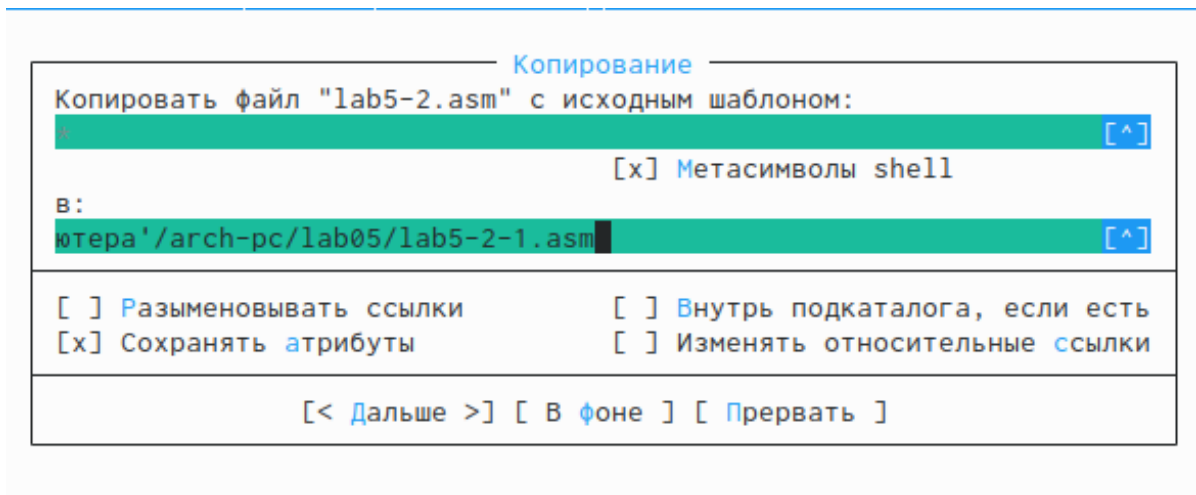 Копирование
Копировать файл "lab5-2.asm" с исходным шаблоном:
* [^]
[x] Метасимволы shell
в:
ютера'/arch-pc/lab05/lab5-2-1.asm [^]
[ ] Разыменовывать ссылки [ ] Внутрь подкаталога, если есть
[x] Сохранять атрибуты [ ] Изменять относительные ссылки
[< Дальше >] [ В фоне ] [ Прервать ]